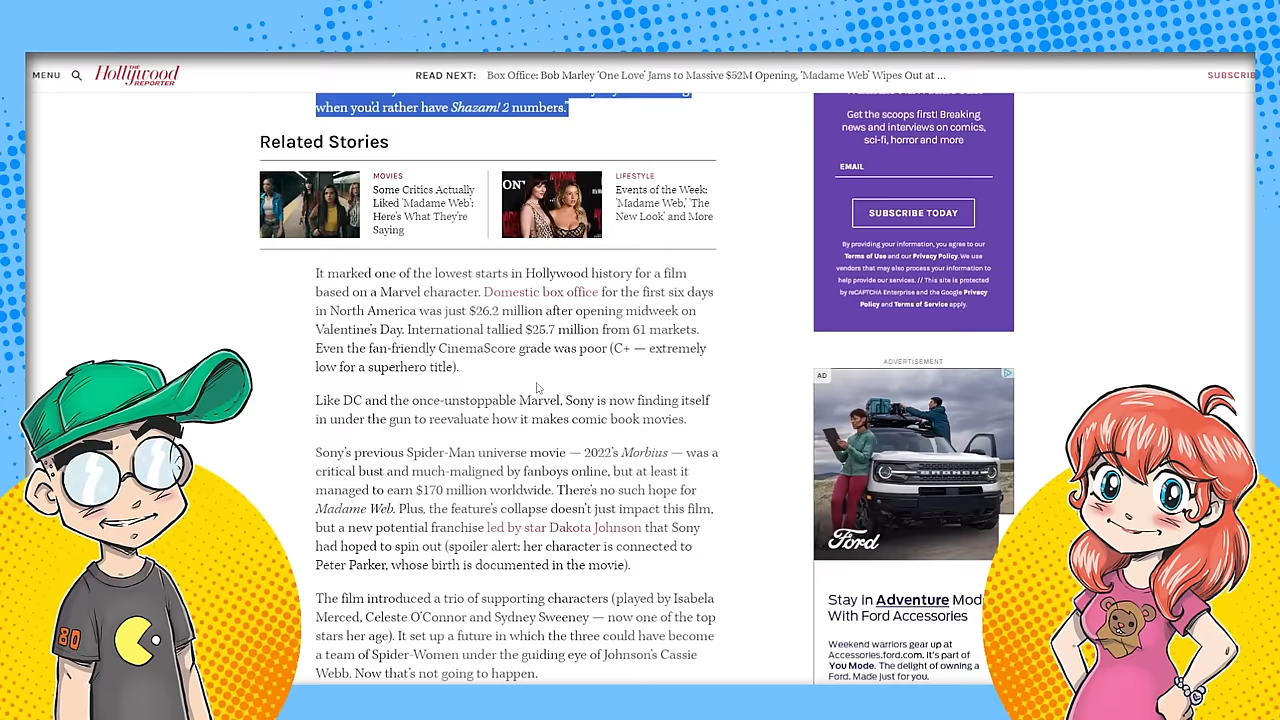 MENU
THE Hollywood REPORTER
READ NEXT: Box Office: Bob Marley 'One Love' Jams to Massive $52M Opening, 'Madame Web' Wipes Out at ...
SUBSCRIB
when you'd rather have Shazam! 2 numbers."
Related Stories
MOVIES
Some Critics Actually
Liked 'Madame Web':
Here's What They're
Saying
LIFESTYLE
Events of the Week:
'Madame Web,' 'The
New Look' and More
It marked one of the lowest starts in Hollywood history for a film
based on a Marvel character. Domestic box office for the first six days
in North America was just $26.2 million after opening midweek on
Valentine's Day. International tallied $25.7 million from 61 markets.
Even the fan-friendly CinemaScore grade was poor (C+ — extremely
low for a superhero title).
Like DC and the once-unstoppable Marvel, Sony is now finding itself
in under the gun to reevaluate how it makes comic book movies.
Sony's previous Spider-Man universe movie — 2022's Morbius — was a
critical bust and much-maligned by fanboys online, but at least it
managed to earn $170 million worldwide. There's no such hope for
Madame Web. Plus, the feature's collapse doesn't just impact this film,
but a new potential franchise led by star Dakota Johnson that Sony
had hoped to spin out (spoiler alert: her character is connected to
Peter Parker, whose birth is documented in the movie).
The film introduced a trio of supporting characters (played by Isabela
Merced, Celeste O'Connor and Sydney Sweeney — now one of the top
stars her age). It set up a future in which the three could have become
a team of Spider-Women under the guiding eye of Johnson's Cassie
Webb. Now that's not going to happen.
Get the scoops first! Breaking
news and interviews on comics,
sci-fi, horror and more
EMAIL
SUBSCRIBE TODAY
By providing your information, you agree to our
Terms of Use and our Privacy Policy. We use
vendors that may also process your information to
help provide our services. // This site is protected
by reCAPTCHA Enterprise and the Google Privacy
Policy and Terms of Service apply.
ADVERTISEMENT
AD
BRONCO
Ford
Stay in Adventure Mod
With Ford Accessories
Weekend warriors gear up at
Accessories.ford.com. It's part of
You Mode. The delight of owning a
Ford. Made just for you.
80